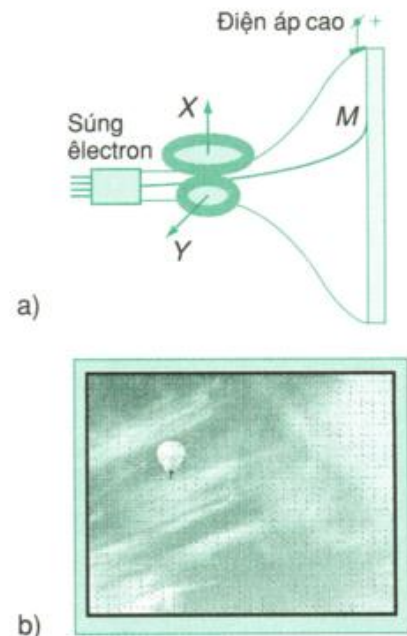 Điện áp cao
+
X
M
Súng
êlectron
Y
a)
b)